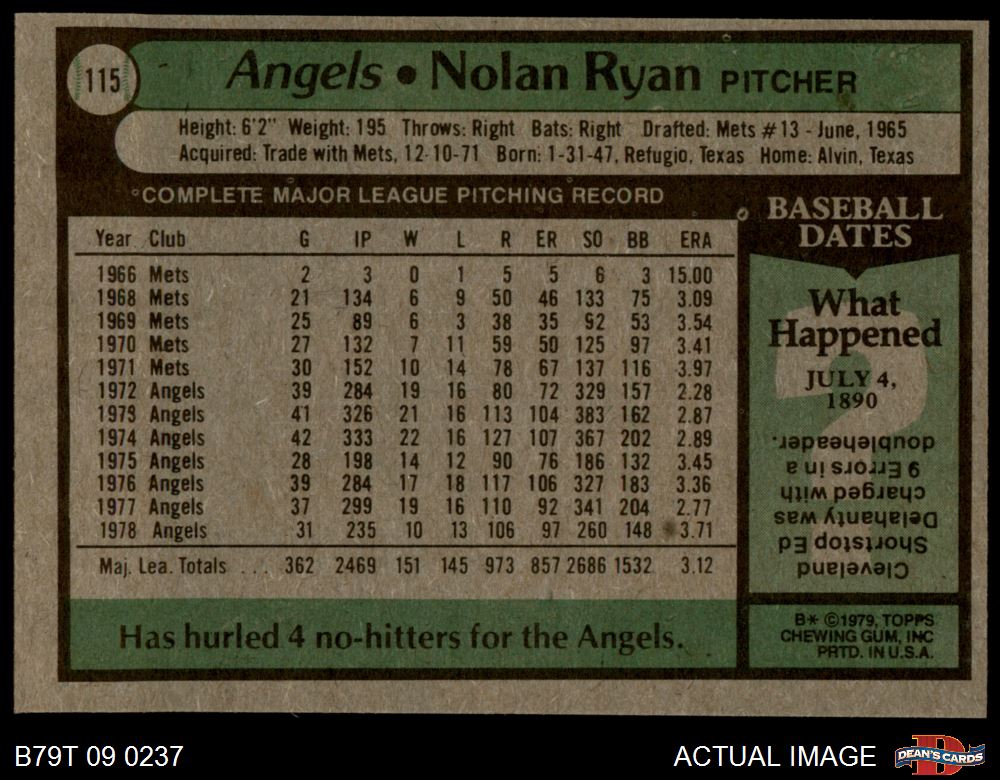 115
Angels • Nolan Ryan PITCHER
Height: 6'2" Weight: 195 Throws: Right Bats: Right Drafted: Mets #13 - June, 1965
Acquired: Trade with Mets, 12-10-71 Born: 1-31-47, Refugio, Texas Home: Alvin, Texas
COMPLETE MAJOR LEAGUE PITCHING RECORD
Year Club G IP W L R ER SO BB ERA
1966 Mets 2 3 0 1 5 5 6 3 15.00
1968 Mets 21 134 6 9 50 46 133 75 3.09
1969 Mets 25 89 6 3 38 35 92 53 3.54
1970 Mets 27 132 7 11 59 50 125 97 3.41
1971 Mets 30 152 10 14 78 67 137 116 3.97
1972 Angels 39 284 19 16 80 72 329 157 2.28
1973 Angels 41 326 21 16 113 104 383 162 2.87
1974 Angels 42 333 22 16 127 107 367 202 2.89
1975 Angels 28 198 14 12 90 76 186 132 3.45
1976 Angels 39 284 17 18 117 106 327 183 3.36
1977 Angels 37 299 19 16 110 92 341 204 2.77
1978 Angels 31 235 10 13 106 97 260 148 3.71
Maj. Lea. Totals ... 362 2469 151 145 973 857 2686 1532 3.12
Has hurled 4 no-hitters for the Angels.
BASEBALL
DATES
What
Happened
JULY 4,
1890
?
Cleveland
Shortstop Ed
Delahanty was
charged with
9 Errors in a
doubleheader.
B* ©1979, TOPPS
CHEWING GUM, INC
PRTD. IN U.S.A.
B79T 09 0237
ACTUAL IMAGE
D
DEAN'S CARDS